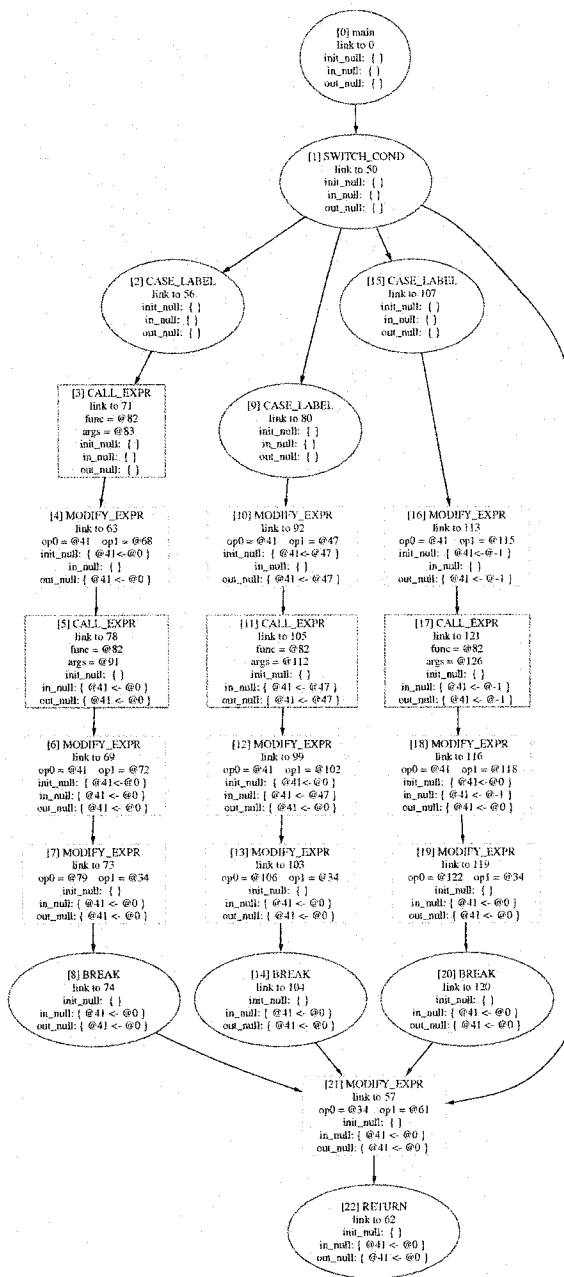 [0] main
link to 0
init_null: { }
in_null: { }
out_null: { }
[1] SWITCH_COND
link to 50
init_null: { }
in_null: { }
out_null: { }
[2] CASE_LABEL
link to 56
init_null: { }
in_null: { }
out_null: { }
[15] CASE_LABEL
link to 107
init_null: { }
in_null: { }
out_null: { }
[3] CALL_EXPR
link to 71
func = @82
args = @83
init_null: { }
in_null: { }
out_null: { }
[9] CASE_LABEL
link to 80
init_null: { }
in_null: { }
out_null: { }
[4] MODIFY_EXPR
link to 63
op0 = @41 op1 = @68
init_null: { @41<-@0 }
in_null: { }
out_null: { @41 <- @0 }
[10] MODIFY_EXPR
link to 92
op0 = @41 op1 = @47
init_null: { @41<-@47 }
in_null: { }
out_null: { @41 <- @47 }
[16] MODIFY_EXPR
link to 113
op0 = @41 op1 = @115
init_null: { @41<-@-1 }
in_null: { }
out_null: { @41 <- @-1 }
[5] CALL_EXPR
link to 78
func = @82
args = @91
init_null: { }
in_null: { @41 <- @0 }
out_null: { @41 <- @0 }
[11] CALL_EXPR
link to 105
func = @82
args = @112
init_null: { }
in_null: { @41 <- @47 }
out_null: { @41 <- @47 }
[17] CALL_EXPR
link to 121
func = @82
args = @126
init_null: { }
in_null: { @41 <- @-1 }
out_null: { @41 <- @-1 }
[6] MODIFY_EXPR
link to 69
op0 = @41 op1 = @72
init_null: { @41<-@0 }
in_null: { @41 <- @0 }
out_null: { @41 <- @0 }
[12] MODIFY_EXPR
link to 99
op0 = @41 op1 = @102
init_null: { @41<-@0 }
in_null: { @41 <- @47 }
out_null: { @41 <- @0 }
[18] MODIFY_EXPR
link to 116
op0 = @41 op1 = @118
init_null: { @41<-@0 }
in_null: { @41 <- @-1 }
out_null: { @41 <- @0 }
[7] MODIFY_EXPR
link to 73
op0 = @79 op1 = @34
init_null: { }
in_null: { @41 <- @0 }
out_null: { @41 <- @0 }
[13] MODIFY_EXPR
link to 103
op0 = @106 op1 = @34
init_null: { }
in_null: { @41 <- @0 }
out_null: { @41 <- @0 }
[19] MODIFY_EXPR
link to 119
op0 = @122 op1 = @34
init_null: { }
in_null: { @41 <- @0 }
out_null: { @41 <- @0 }
[8] BREAK
link to 74
init_null: { }
in_null: { @41 <- @0 }
out_null: { @41 <- @0 }
[14] BREAK
link to 104
init_null: { }
in_null: { @41 <- @0 }
out_null: { @41 <- @0 }
[20] BREAK
link to 120
init_null: { }
in_null: { @41 <- @0 }
out_null: { @41 <- @0 }
[21] MODIFY_EXPR
link to 57
op0 = @34 op1 = @61
init_null: { }
in_null: { @41 <- @0 }
out_null: { @41 <- @0 }
[22] RETURN
link to 62
init_null: { }
in_null: { @41 <- @0 }
out_null: { @41 <- @0 }